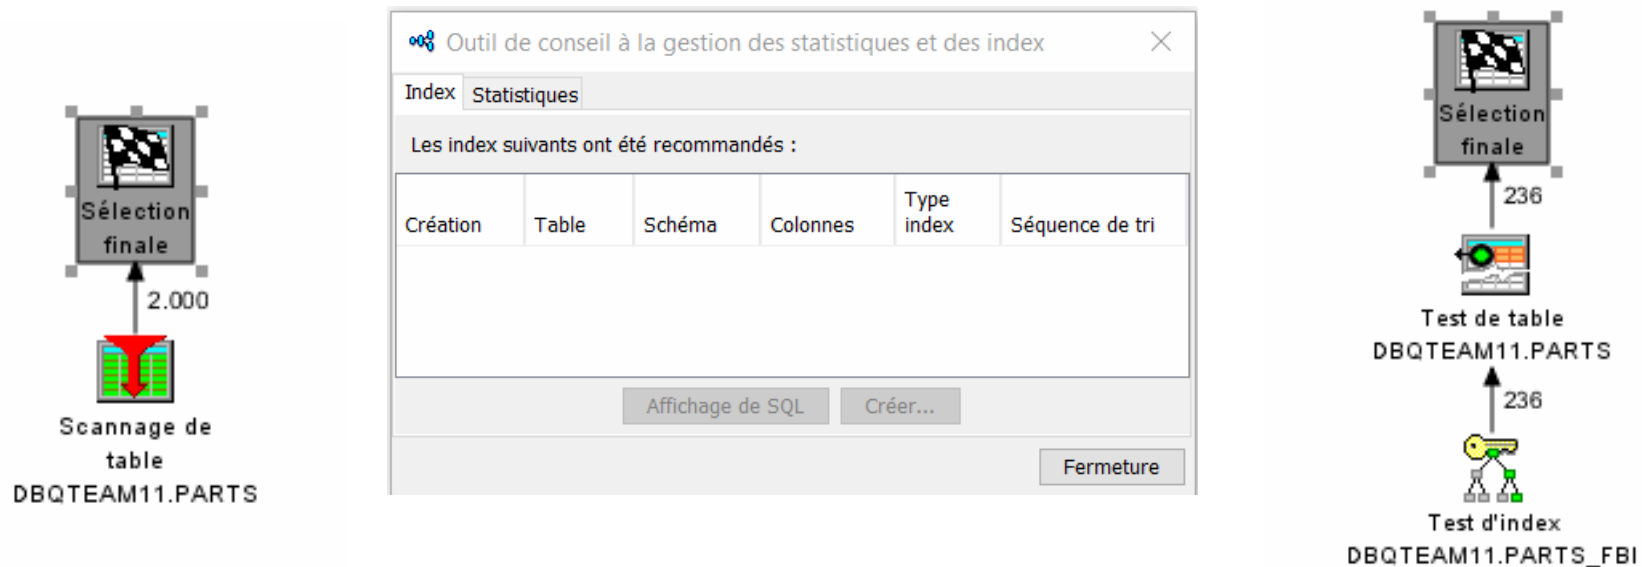 Sélection
finale
2.000
Scannage de
table
DBQTEAM11.PARTS
Outil de conseil à la gestion des statistiques et des index
Index Statistiques
Les index suivants ont été recommandés :
Création Table Schéma Colonnes Type index Séquence de tri
Affichage de SQL Créer...
Fermeture
Sélection
finale
236
Test de table
DBQTEAM11.PARTS
236
Test d'index
DBQTEAM11.PARTS_FBI